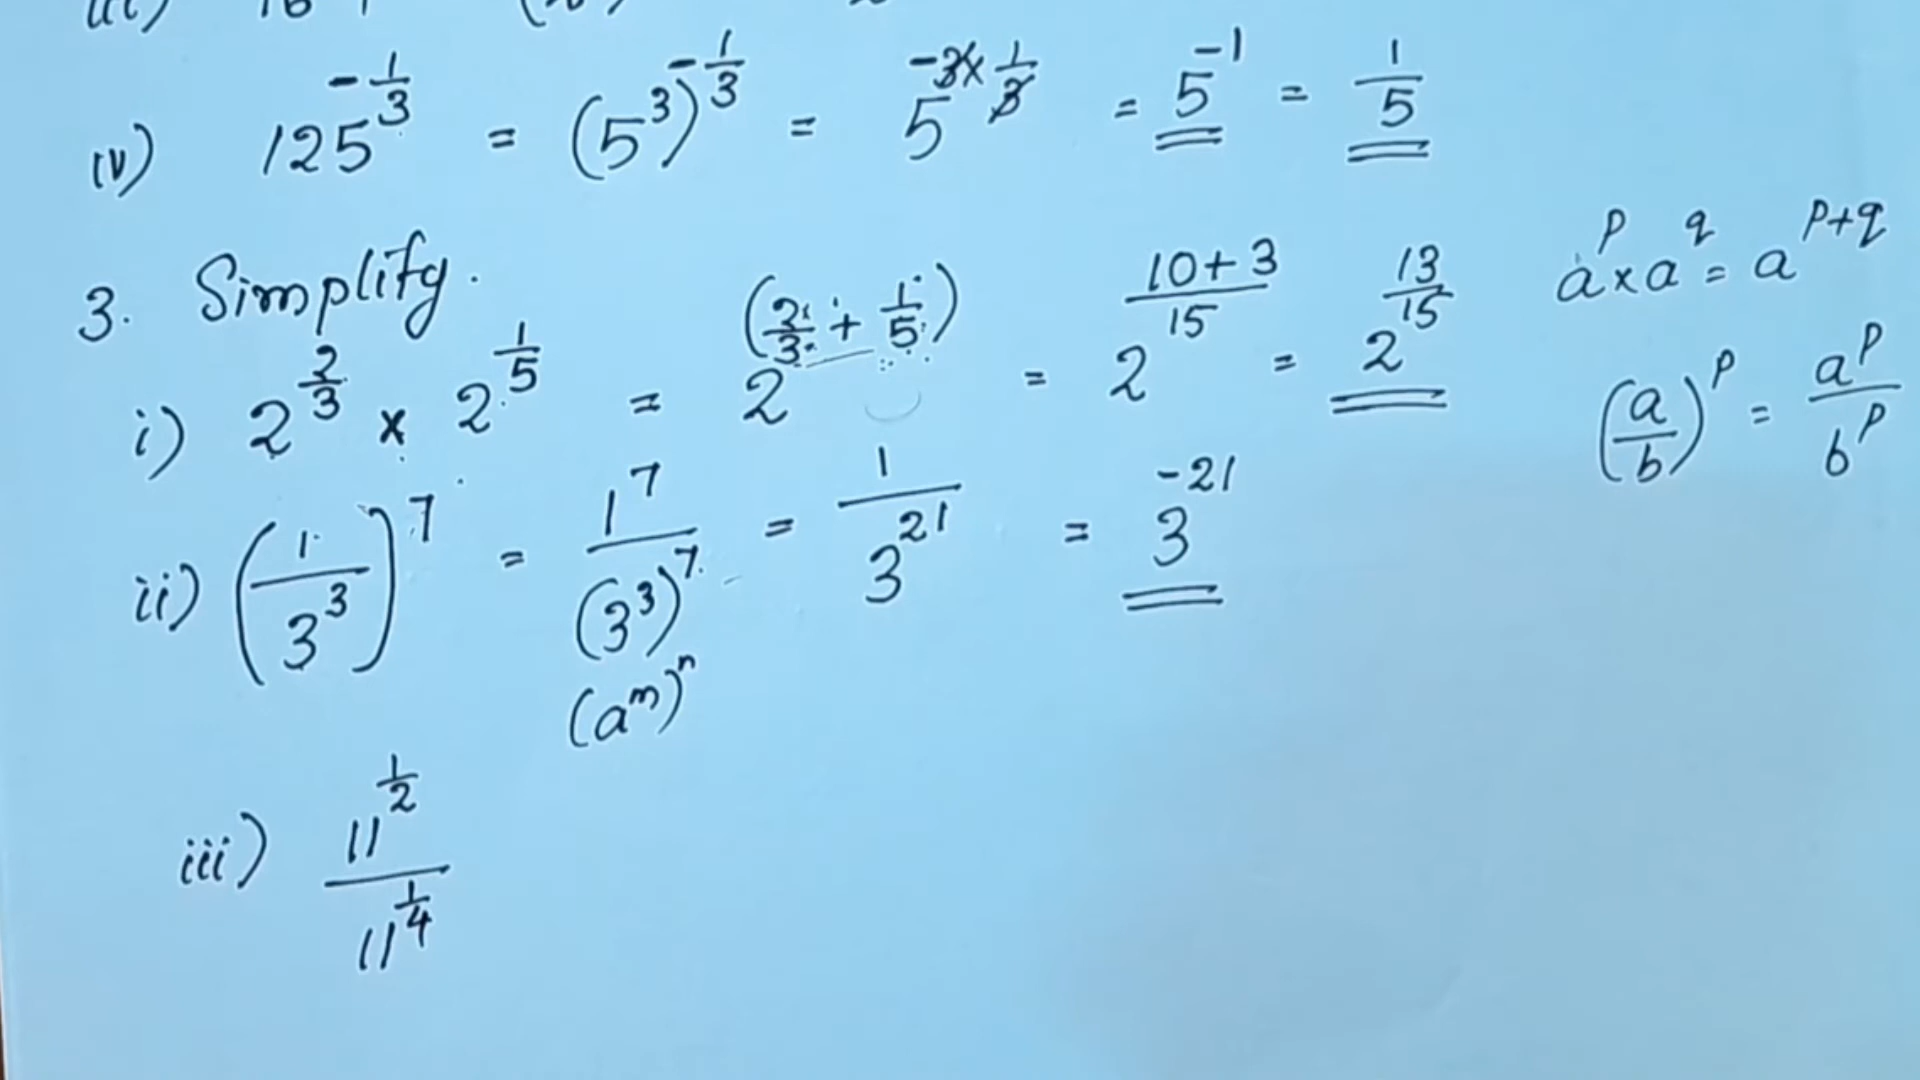 iv) 125^(-1/3) = (5^3)^(-1/3) = 5^(-3×1/3) = 5^(-1) = 1/5
3. Simplify.
i) 2^(2/3) × 2^(1/5) = 2^(2/3 + 1/5) = 2^((10+3)/15) = 2^(13/15)
a^p × a^q = a^(p+q)
(a/b)^p = a^p/b^p
ii) (1/3^3)^7 = 1^7/(3^3)^7 = 1/3^21 = 3^(-21)
(a^m)^n
iii) 11^(1/2)/11^(1/4)